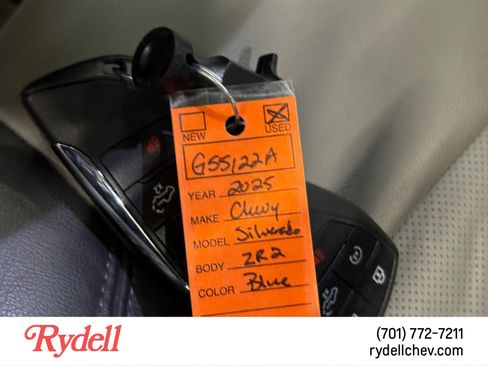 NEW
USED
G55122A
YEAR 2025
MAKE Chevy
MODEL Silverado
BODY ZR2
COLOR Blue
Rydell
(701) 772-7211
rydellchev.com